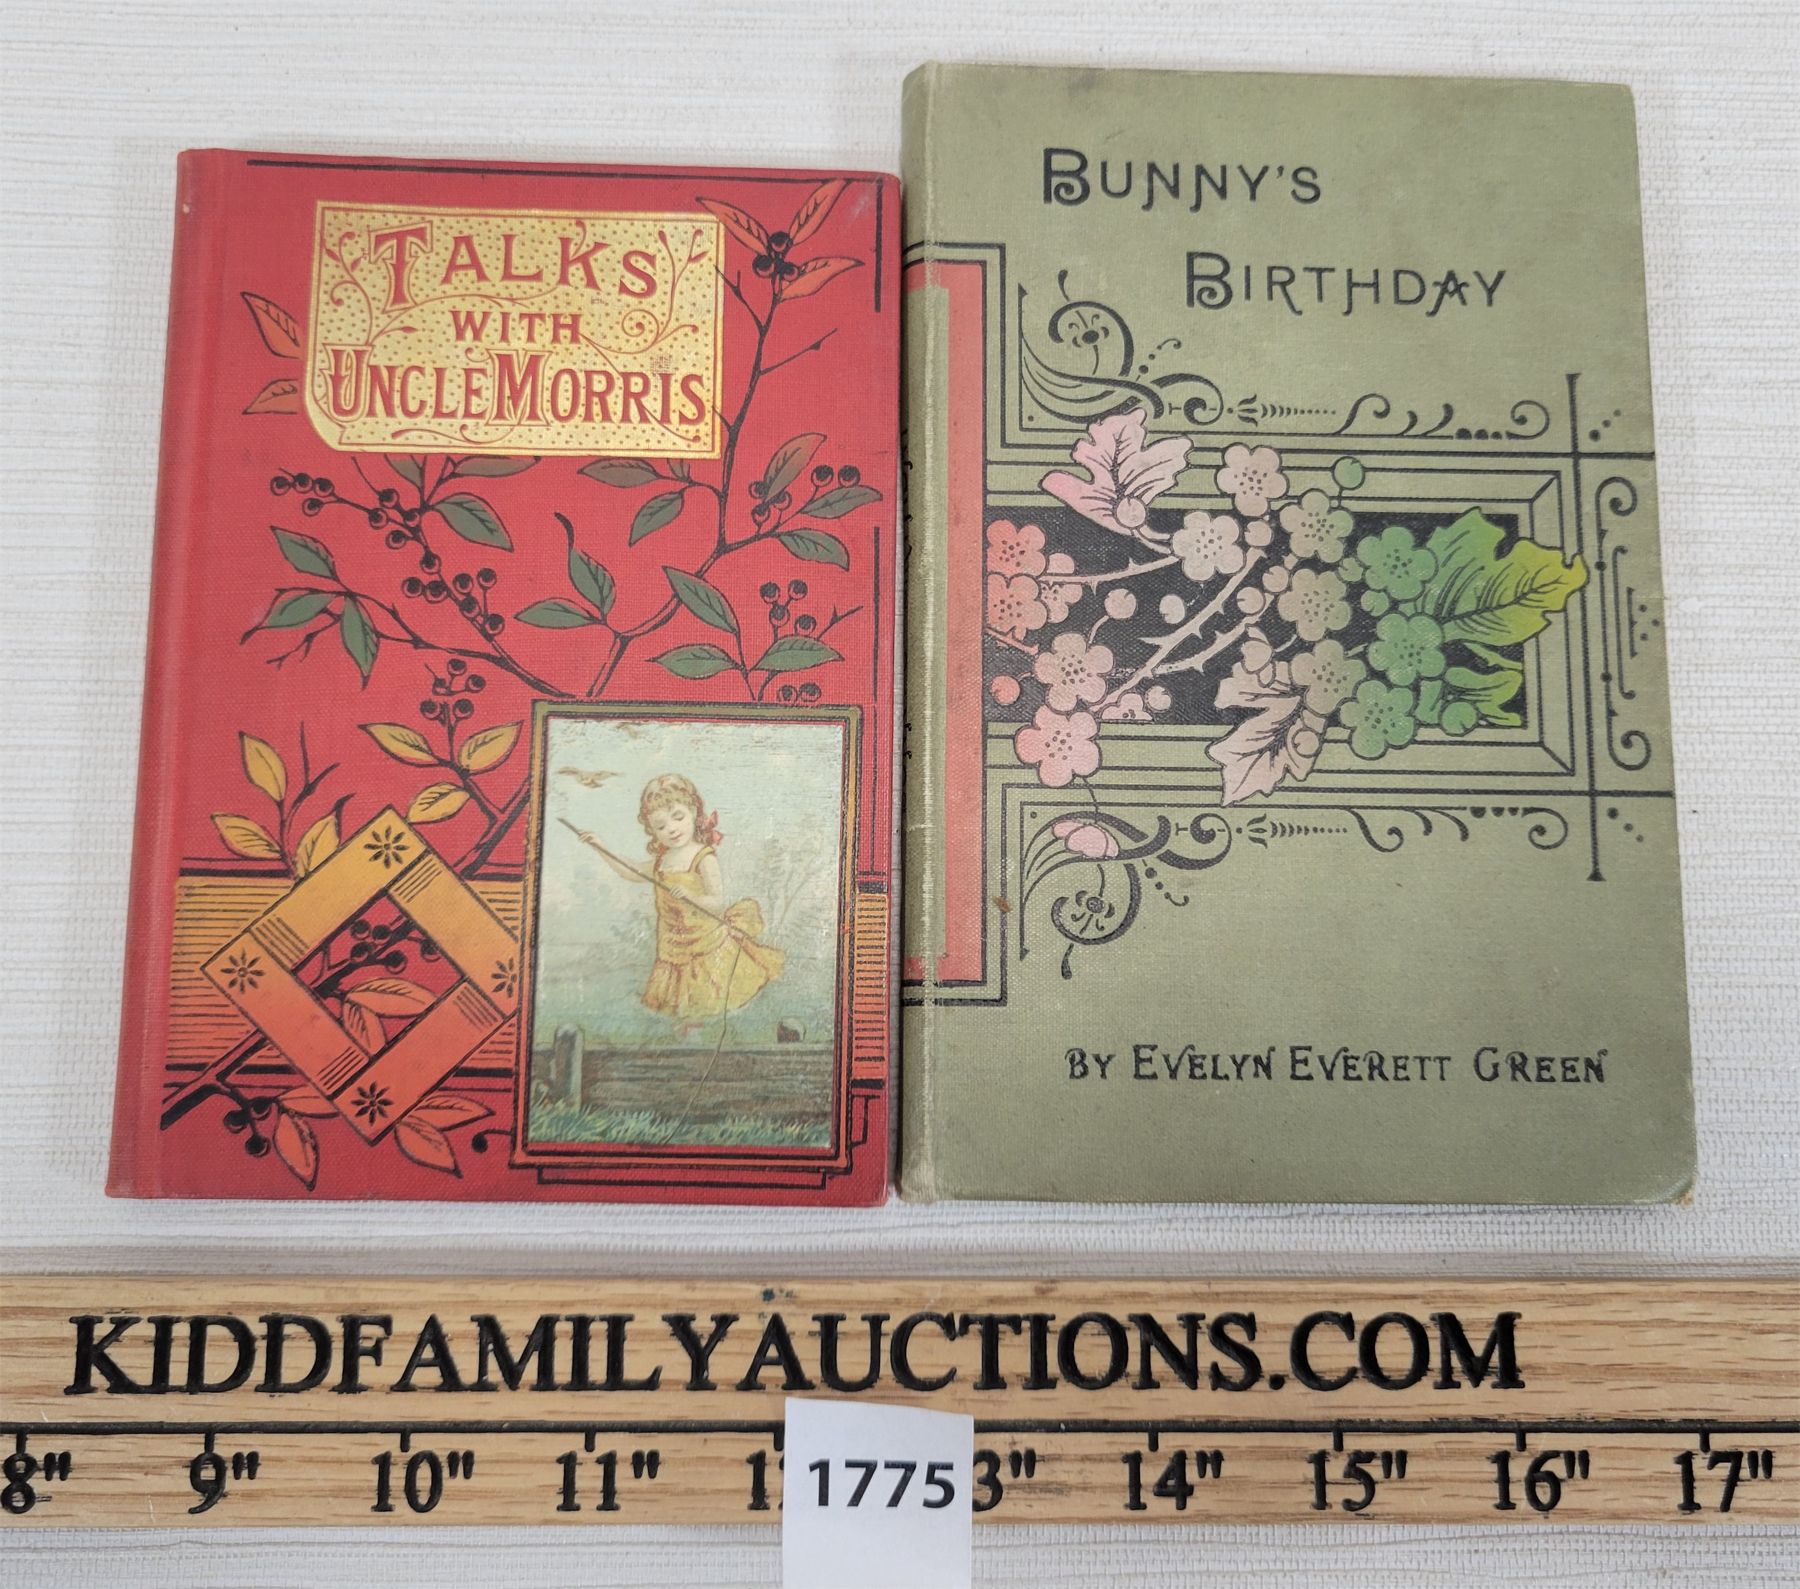 TALKS
WITH
UNCLE MORRIS
BUNNY'S
BIRTHDAY
BY EVELYN EVERETT GREEN
KIDDFAMILYAUCTIONS.COM
8" 9" 10" 11" 3" 14" 15" 16" 17"
1775